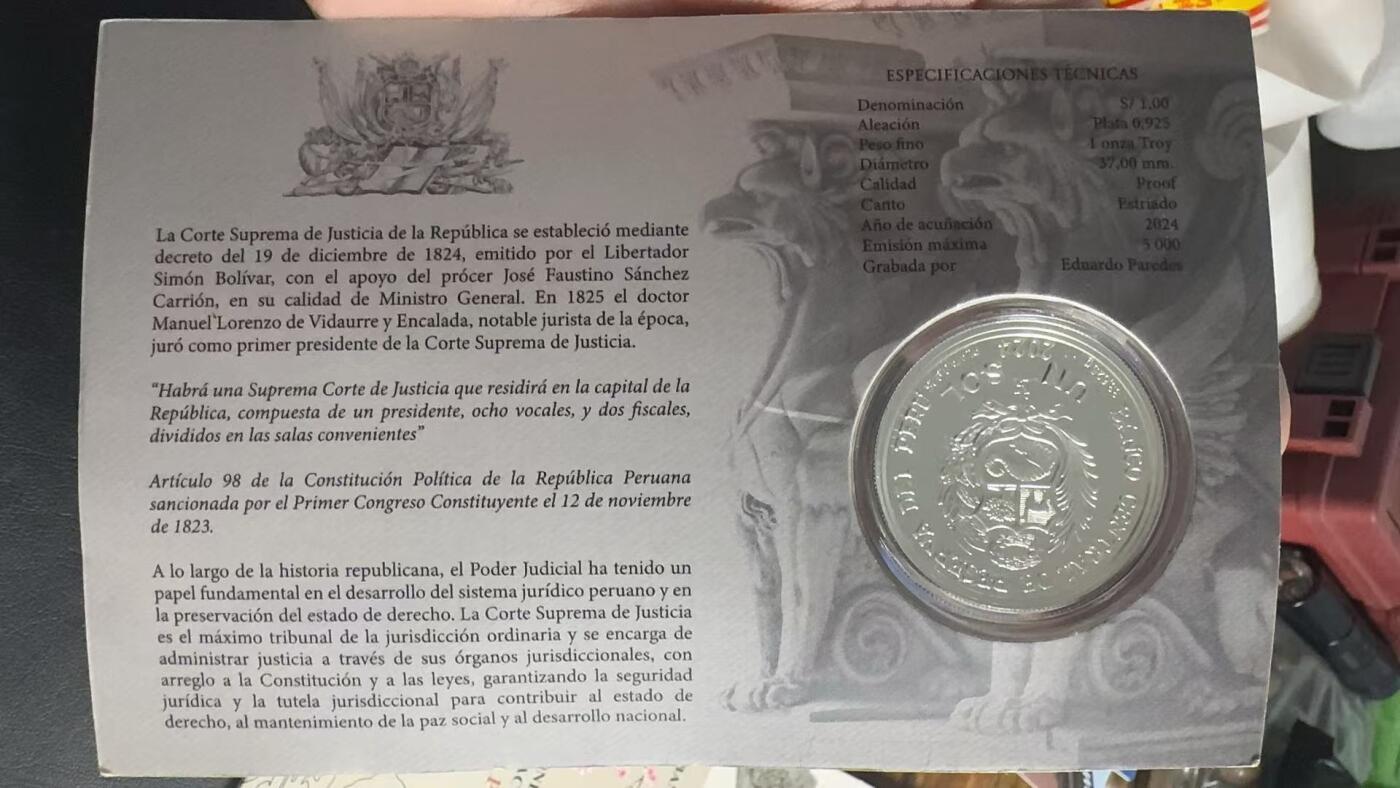 La Corte Suprema de Justicia de la República se estableció mediante
decreto del 19 de diciembre de 1824, emitido por el Libertador
Simón Bolívar, con el apoyo del prócer José Faustino Sánchez
Carrión, en su calidad de Ministro General. En 1825 el doctor
Manuel Lorenzo de Vidaurre y Encalada, notable jurista de la época,
juró como primer presidente de la Corte Suprema de Justicia.
“Habrá una Suprema Corte de Justicia que residirá en la capital de la
República, compuesta de un presidente, ocho vocales, y dos fiscales,
divididos en las salas convenientes”
Artículo 98 de la Constitución Política de la República Peruana
sancionada por el Primer Congreso Constituyente el 12 de noviembre
de 1823.
A lo largo de la historia republicana, el Poder Judicial ha tenido un
papel fundamental en el desarrollo del sistema jurídico peruano y en
la preservación del estado de derecho. La Corte Suprema de Justicia
es el máximo tribunal de la jurisdicción ordinaria y se encarga de
administrar justicia a través de sus órganos jurisdiccionales, con
arreglo a la Constitución y a las leyes, garantizando la seguridad
jurídica y la tutela jurisdiccional para contribuir al estado de
derecho, al mantenimiento de la paz social y al desarrollo nacional.
ESPECIFICACIONES TÉCNICAS
Denominación S/ 1,00
Aleación Plata 0,925
Peso fino 1 onza Troy
Diámetro 37,00 mm.
Calidad Proof
Canto Estriado
Año de acuñación 2024
Emisión máxima 5 000
Grabada por Eduardo Paredes
BANCO CENTRAL DE RESERVA DEL PERÚ
2024
UN SOL